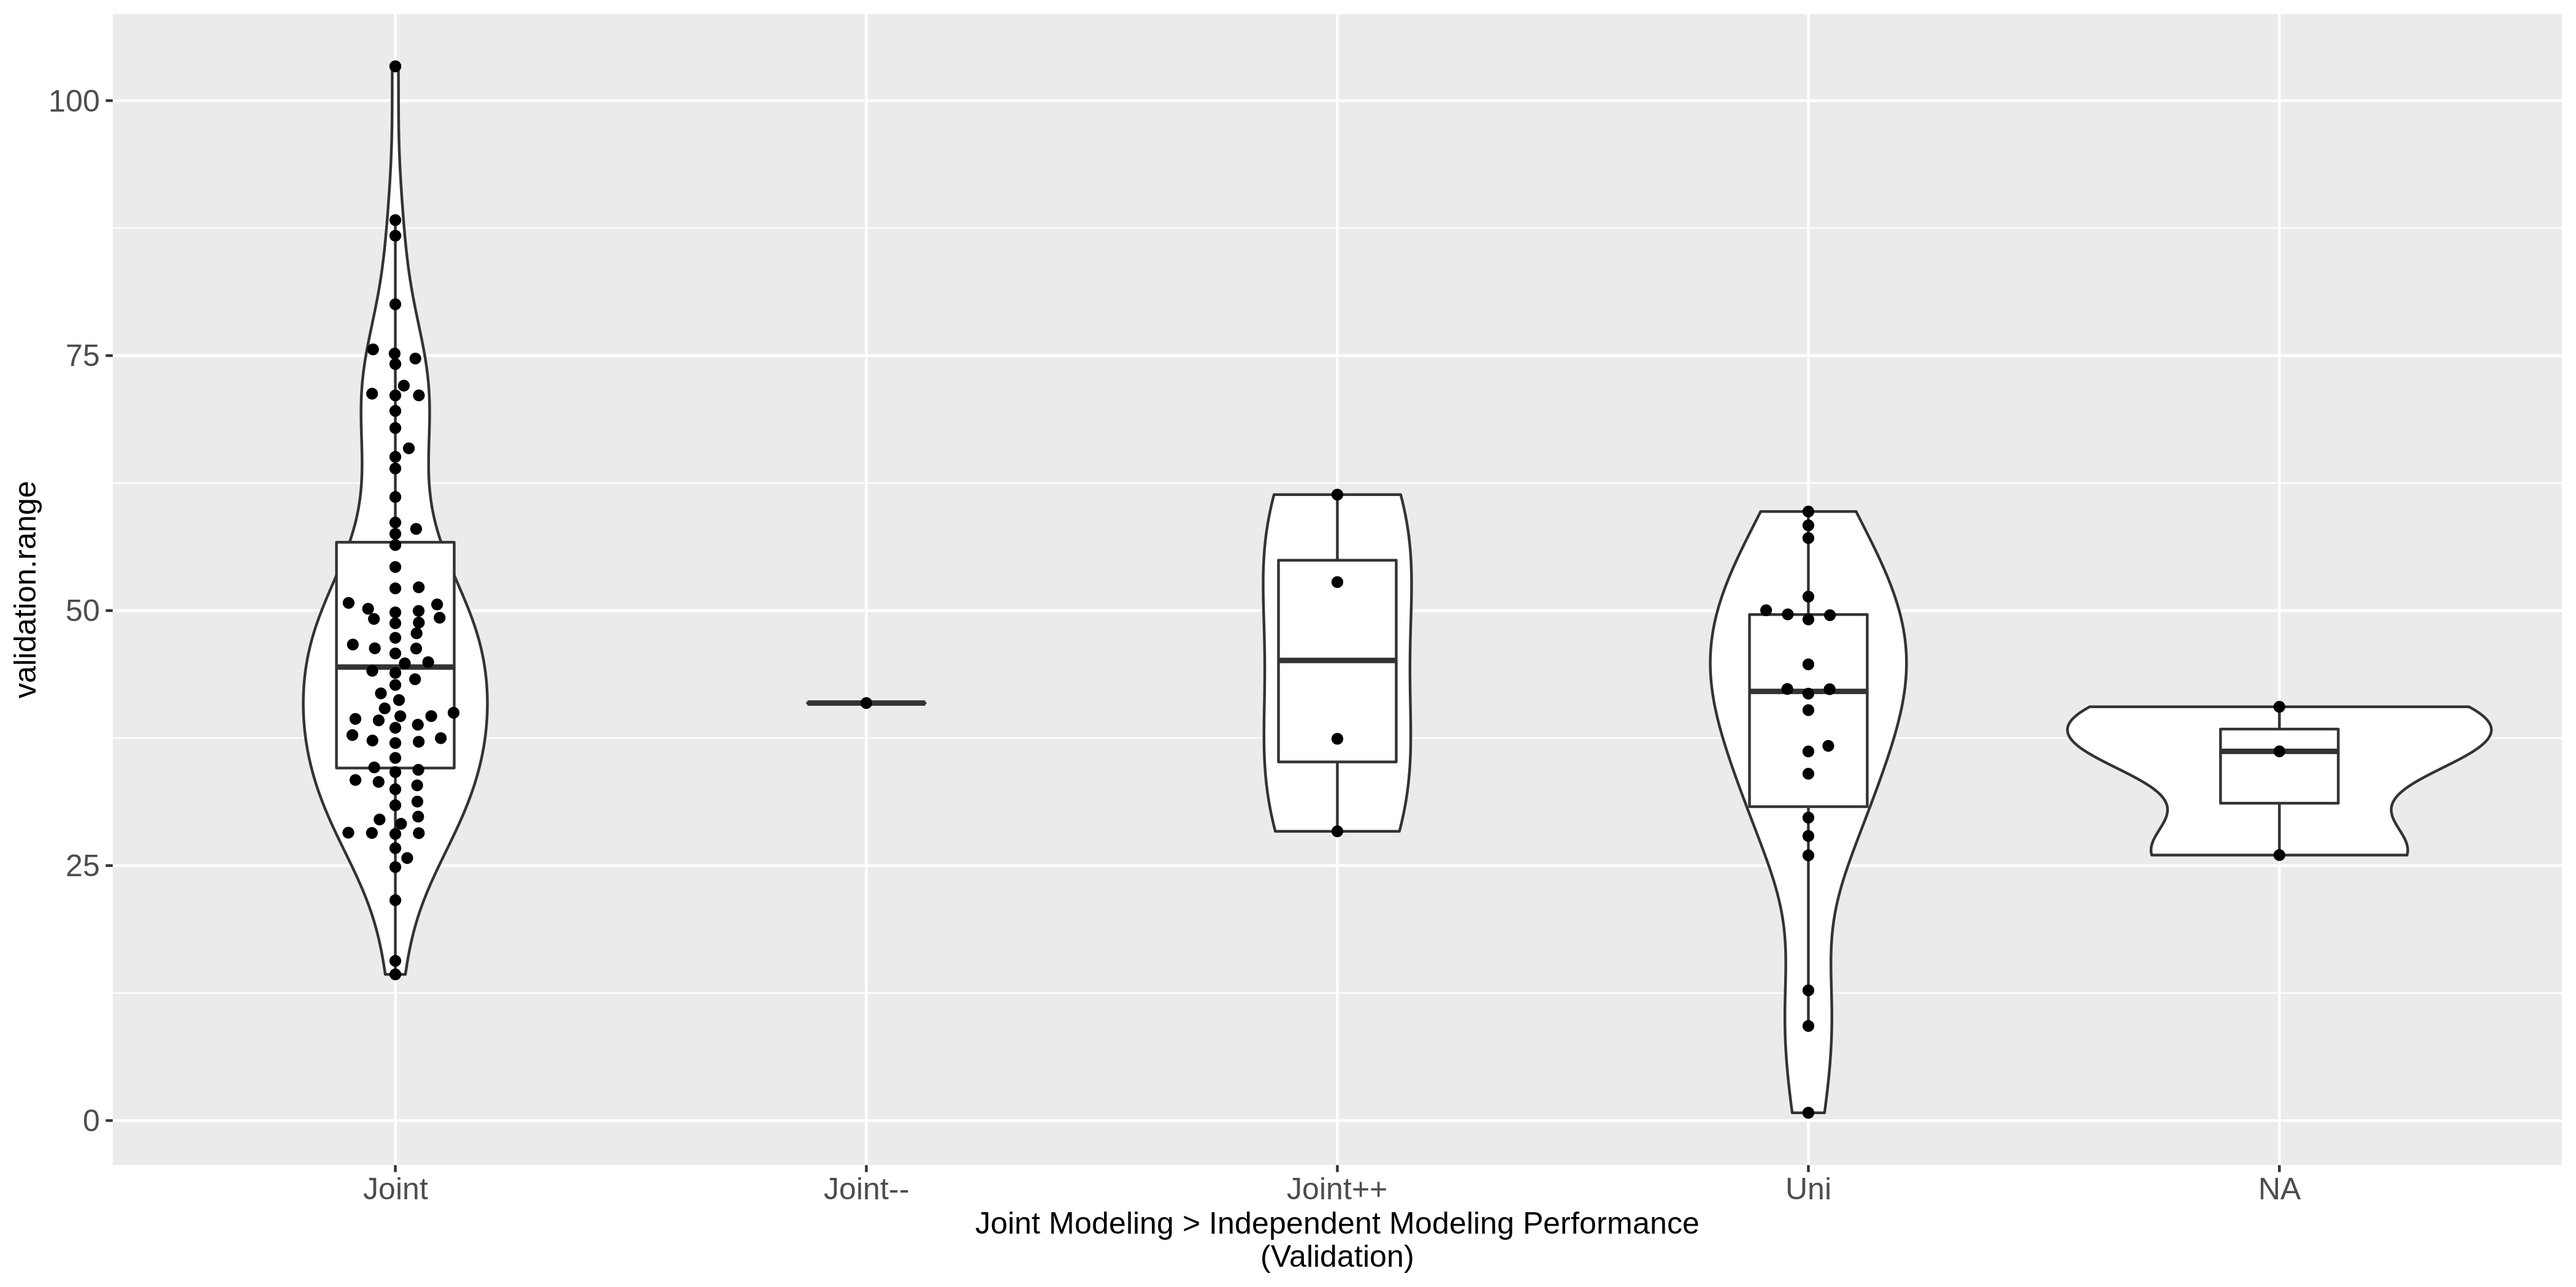 validation.range
100
75
50
25
0
Joint
Joint--
Joint++
Uni
NA
Joint Modeling > Independent Modeling Performance
(Validation)